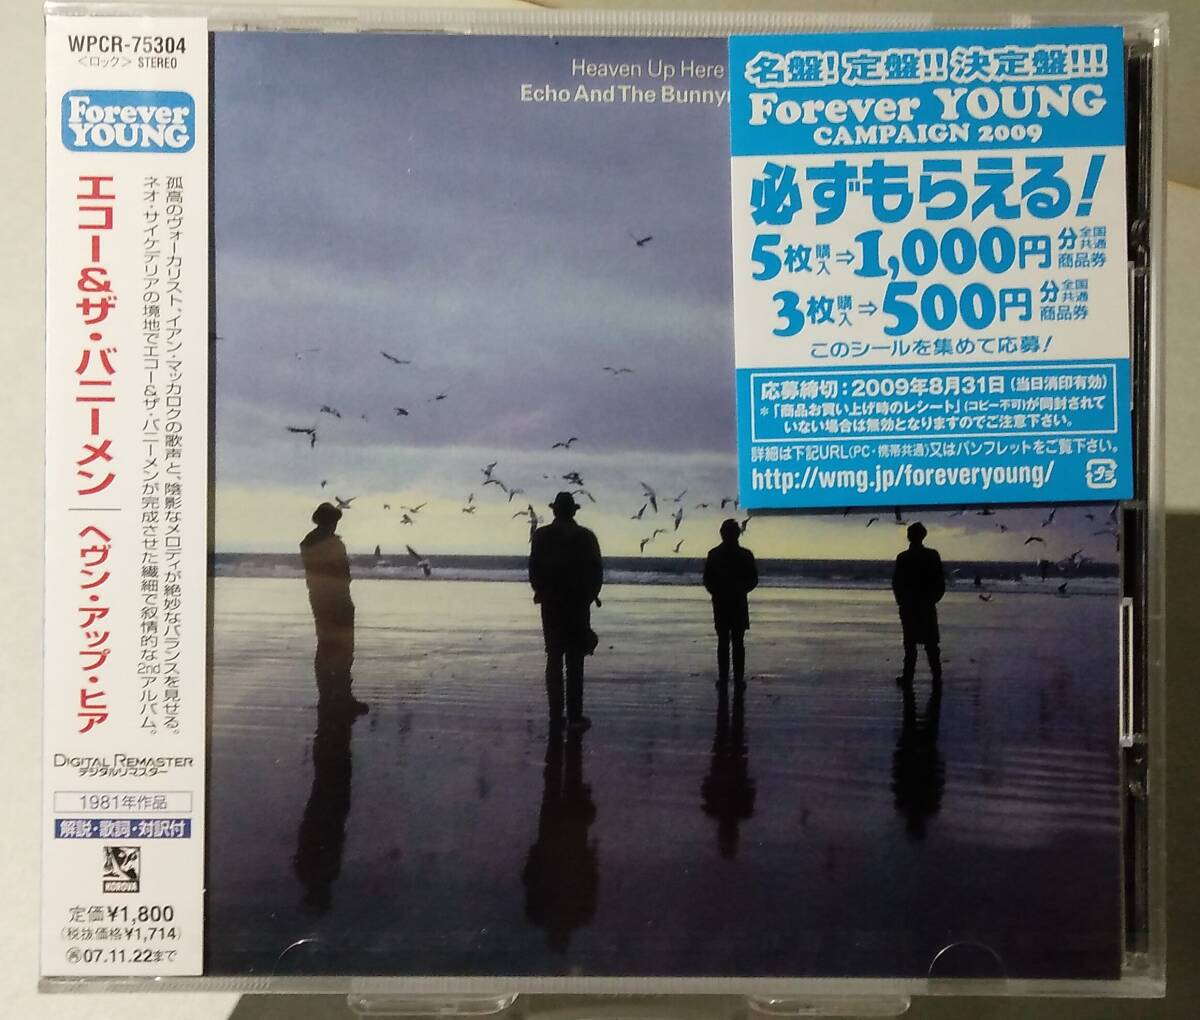 WPCR-75304
<ロック> STEREO
Forever
YOUNG
エコー&ザ・バニーメン│ヘヴン・アップ・ヒア
孤高のヴォーカリスト、イアン・マッカロクの歌声と、陰影なメロディが絶妙なバランスを見せる。
ネオ・サイケデリアの境地でエコー&ザ・バニーメンが完成させた繊細で叙情的な2ndアルバム。
DIGITAL REMASTER
デジタルリマスター
1981年作品
解説・歌詞・対訳付
KOROVA
定価¥1,800
(税抜価格¥1,714)
再07.11.22まで
Heaven Up Here
Echo And The Bunny
名盤!定盤!!決定盤!!!
Forever YOUNG
CAMPAIGN 2009
必ずもらえる!
5枚購入⇒1,000円分全国共通商品券
3枚購入⇒500円分全国共通商品券
このシールを集めて応募!
応募締切:2009年8月31日(当日消印有効)
*「商品お買い上げ時のレシート」(コピー不可)が同封されて
いない場合は無効となりますのでご注意下さい。
詳細は下記URL(PC・携帯共通)又はパンフレットをご覧下さい。
http://wmg.jp/foreveryoung/
プラ